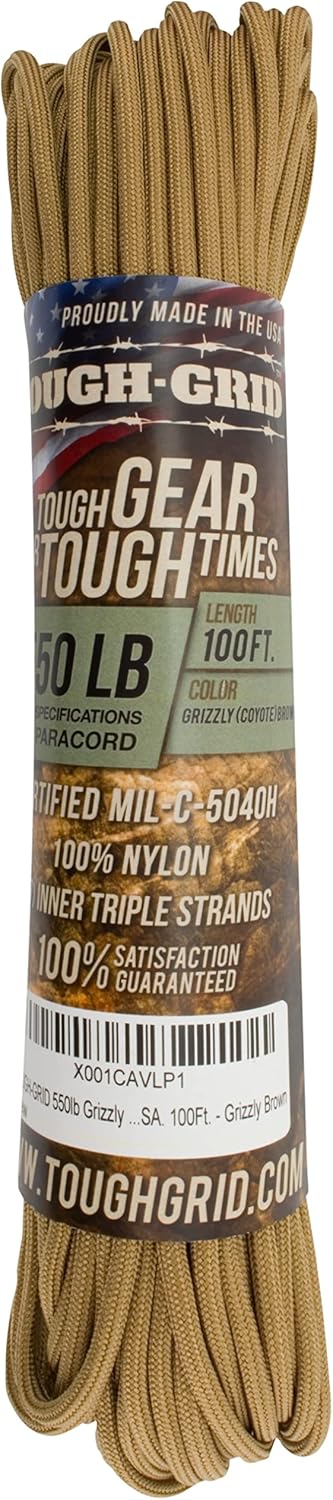 PROUDLY MADE IN THE USA
OUGH-GRID
TOUGH GEAR
R TOUGH TIMES
50 LB
SPECIFICATIONS
PARACORD
LENGTH
100FT.
COLOR
GRIZZLY (COYOTE) BROWN
RTIFIED MIL-C-5040H
100% NYLON
INNER TRIPLE STRANDS
100% SATISFACTION
GUARANTEED
X001CAVLP1
GH-GRID 550lb Grizzly ...SA. 100Ft. - Grizzly Brown
W.TOUGHGRID.COM